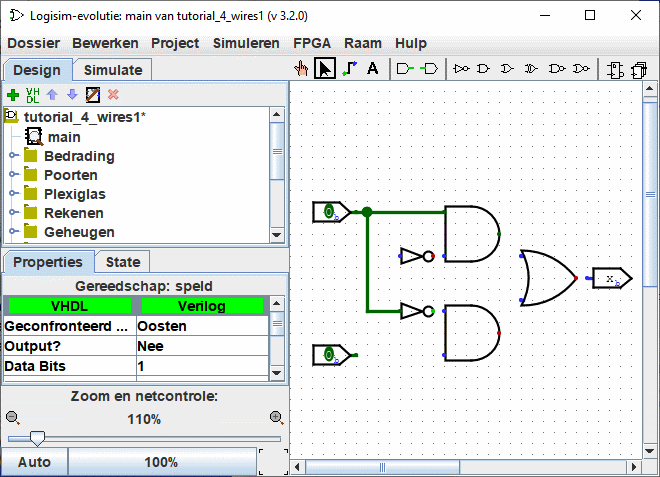 Logisim-evolutie: main van tutorial_4_wires1 (v 3.2.0)
Dossier Bewerken Project Simuleren FPGA Raam Hulp
Design Simulate
A
VH
DL
tutorial_4_wires1*
main
Bedrading
Poorten
Plexiglas
Rekenen
Geheugen
Properties State
Gereedschap: speld
VHDL Verilog
Geconfronteerd ... Oosten
Output? Nee
Data Bits 1
Zoom en netcontrole:
110%
Auto 100%
0
0
x